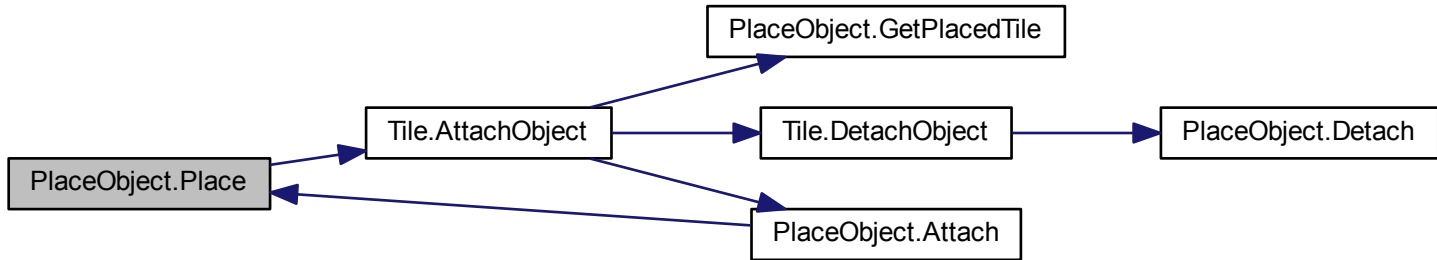 PlaceObject.GetPlacedTile
Tile.AttachObject
Tile.DetachObject
PlaceObject.Detach
PlaceObject.Place
PlaceObject.Attach